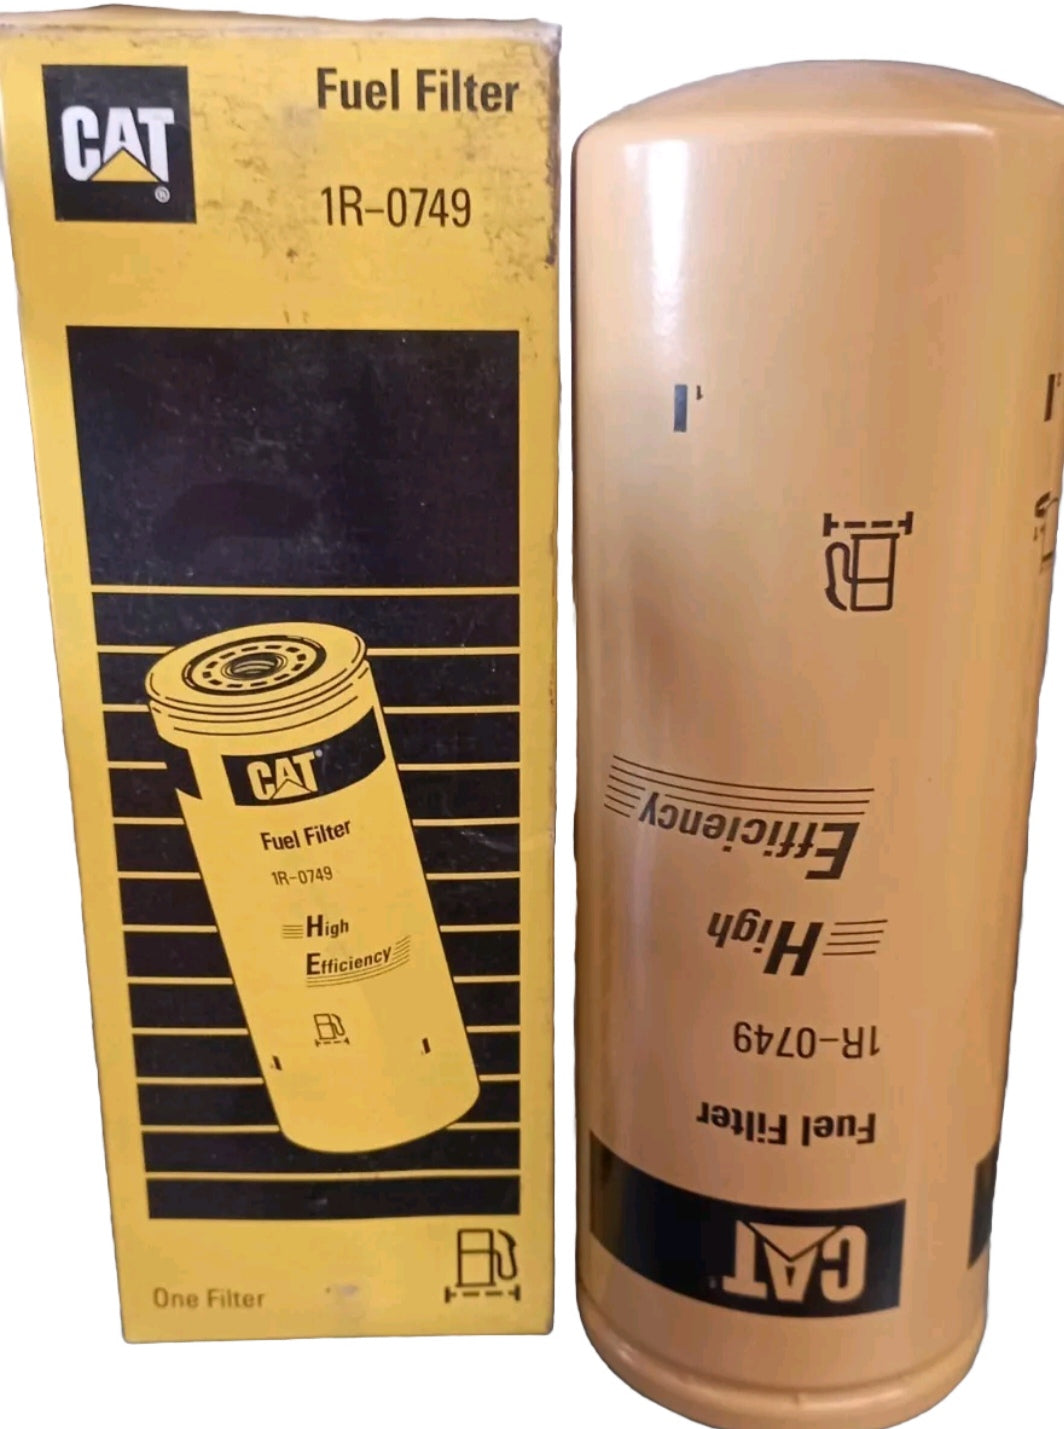 CAT
®
Fuel Filter
1R-0749
CAT
Fuel Filter
1R-0749
High
Efficiency
One Filter
CAT
Fuel Filter
1R-0749
High
Efficiency
1